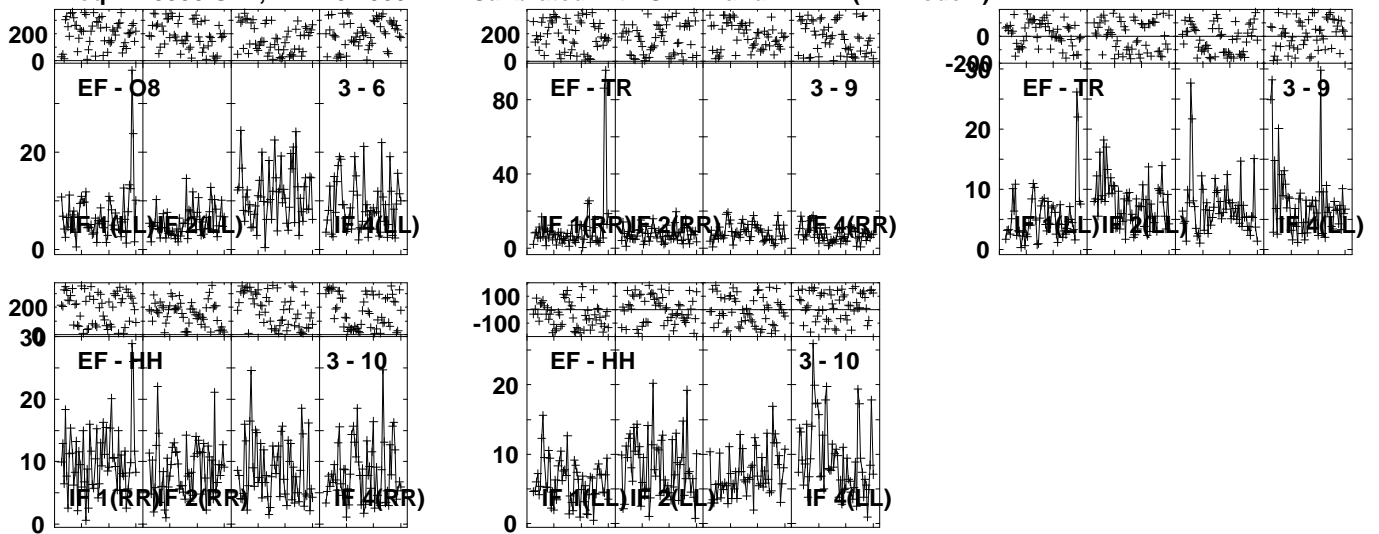 200
0
EF - O8
3 - 6
20
0
IF 1(LL) IF 2(LL)
IF 4(LL)
200
0
EF - TR
3 - 9
80
40
0
IF 1(RR) IF 2(RR)
IF 4(RR)
0
-200
30
EF - TR
3 - 9
20
10
0
IF 1(LL) IF 2(LL)
IF 4(LL)
200
0
30
EF - HH
3 - 10
20
10
0
IF 1(RR) IF 2(RR)
IF 4(RR)
100
-100
EF - HH
3 - 10
20
15
10
5
0
IF 1(LL) IF 2(LL)
IF 4(LL)